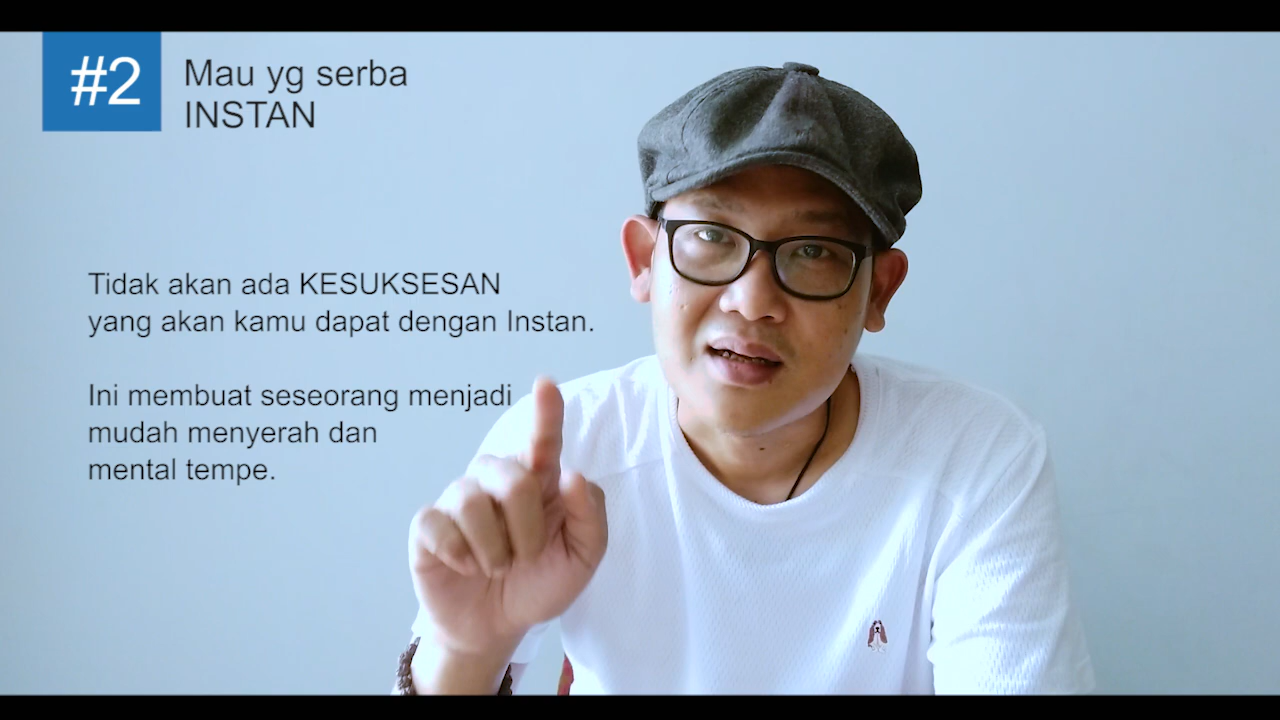 #2
Mau yg serba
INSTAN
Tidak akan ada KESUKSESAN
yang akan kamu dapat dengan Instan.
Ini membuat seseorang menjadi
mudah menyerah dan
mental tempe.